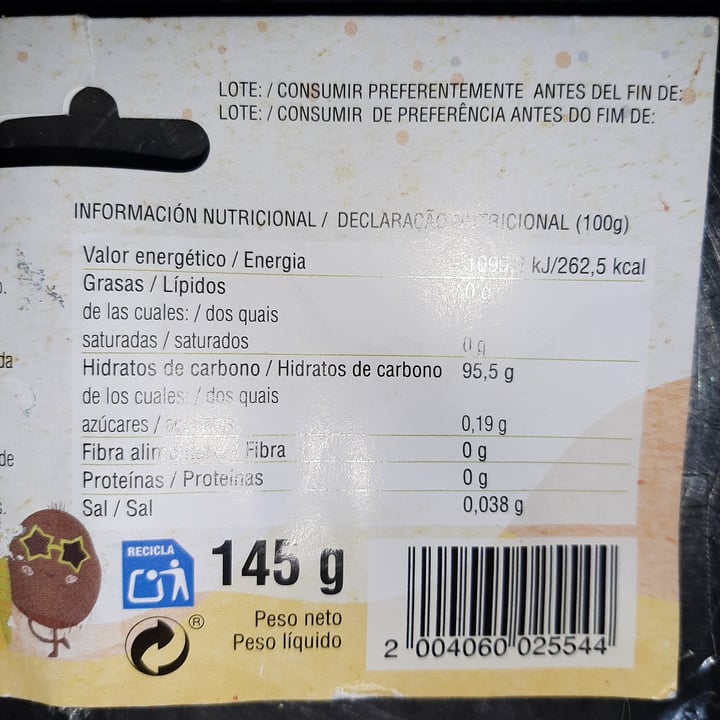 LOTE: / CONSUMIR PREFERENTEMENTE ANTES DEL FIN DE:
LOTE: / CONSUMIR DE PREFERÊNCIA ANTES DO FIM DE:
INFORMACIÓN NUTRICIONAL / DECLARAÇÃO NUTRICIONAL (100g)
Valor energético / Energia kJ/262,5 kcal
Grasas / Lípidos 0 g
de las cuales: / dos quais
saturadas / saturados 0 g
Hidratos de carbono / Hidratos de carbono 95,5 g
de los cuales: / dos quais
azúcares / 0,19 g
Fibra Fibra 0 g
Proteínas / Proteínas 0 g
Sal / Sal 0,038 g
RECICLA
145 g
®
Peso neto
Peso líquido
2 004060 025544